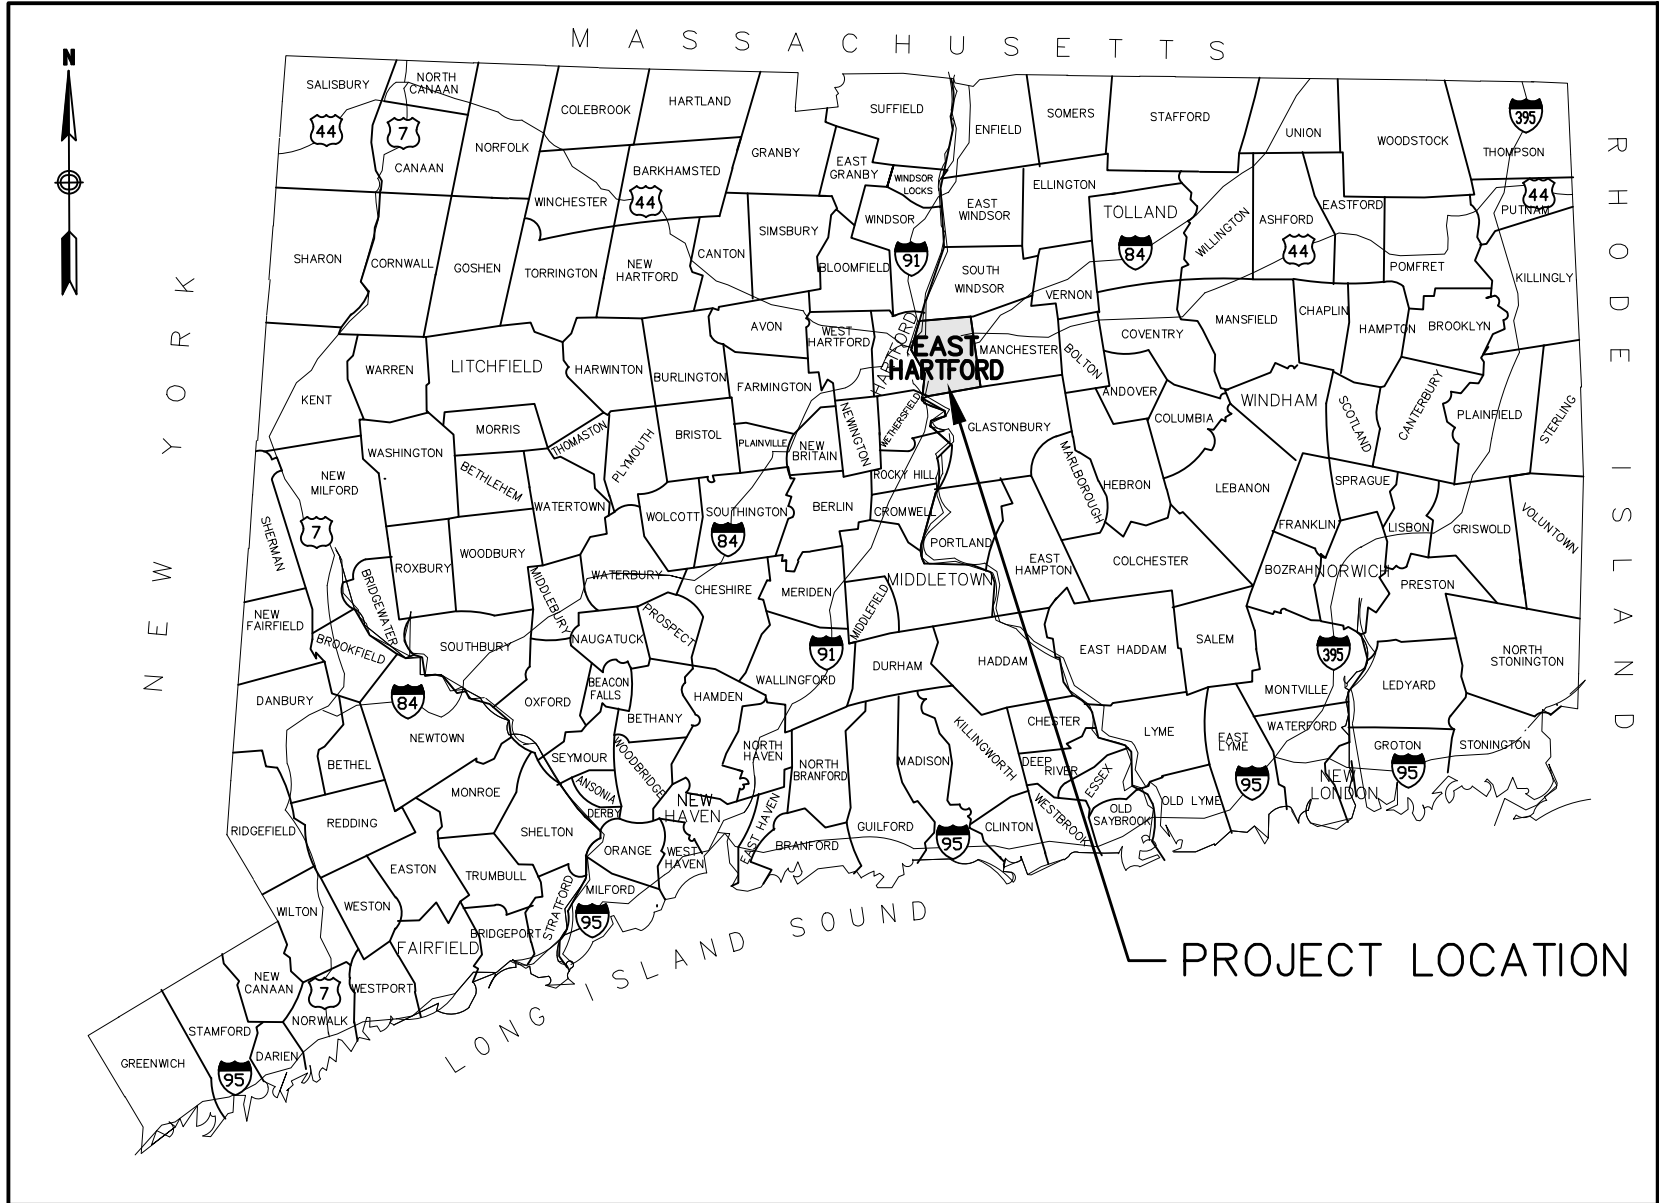 MASSACHUSETTS
N
SALISBURY
NORTH
CANAAN
COLEBROOK
HARTLAND
SUFFIELD
ENFIELD
SOMERS
STAFFORD
UNION
WOODSTOCK
395
THOMPSON
44
7
CANAAN
NORFOLK
WINCHESTER
BARKHAMSTED
44
GRANBY
EAST
GRANBY
WINDSOR
LOCKS
WINDSOR
EAST
WINDSOR
ELLINGTON
TOLLAND
84
WILLINGTON
ASHFORD
44
EASTFORD
POMFRET
44
PUTNAM
KILLINGLY
RHODE ISLAND
NEW YORK
SHARON
CORNWALL
GOSHEN
TORRINGTON
NEW
HARTFORD
CANTON
SIMSBURY
BLOOMFIELD
91
SOUTH
WINDSOR
VERNON
COVENTRY
MANSFIELD
CHAPLIN
HAMPTON
BROOKLYN
KENT
WARREN
LITCHFIELD
HARWINTON
BURLINGTON
AVON
FARMINGTON
WEST
HARTFORD
HARTFORD
EAST
HARTFORD
MANCHESTER
BOLTON
ANDOVER
COLUMBIA
WINDHAM
SCOTLAND
CANTERBURY
PLAINFIELD
STERLING
NEW
MILFORD
7
SHERMAN
WASHINGTON
MORRIS
BETHLEHEM
THOMASTON
WATERTOWN
PLYMOUTH
BRISTOL
PLAINVILLE
NEW
BRITAIN
NEWINGTON
WETHERSFIELD
ROCKY HILL
GLASTONBURY
MARLBOROUGH
HEBRON
LEBANON
SPRAGUE
FRANKLIN
LISBON
GRISWOLD
VOLUNTOWN
ROXBURY
WOODBURY
WOLCOTT
SOUTHINGTON
84
BERLIN
CROMWELL
PORTLAND
EAST
HAMPTON
COLCHESTER
BOZRAH
NORWICH
PRESTON
NEW
FAIRFIELD
BRIDGEWATER
BROOKFIELD
SOUTHBURY
MIDDLEBURY
WATERBURY
NAUGATUCK
PROSPECT
CHESHIRE
MERIDEN
MIDDLEFIELD
MIDDLETOWN
DURHAM
HADDAM
EAST HADDAM
SALEM
395
MONTVILLE
LEDYARD
NORTH
STONINGTON
DANBURY
84
NEWTOWN
BETHEL
OXFORD
BEACON
FALLS
BETHANY
HAMDEN
WALLINGFORD
91
SEYMOUR
WOODBRIDGE
ANSONIA
DERBY
NORTH
HAVEN
NORTH
BRANFORD
MADISON
KILLINGWORTH
CHESTER
DEEP
RIVER
ESSEX
LYME
EAST
LYME
WATERFORD
95
NEW
LONDON
GROTON
95
STONINGTON
RIDGEFIELD
REDDING
MONROE
SHELTON
ORANGE
NEW
HAVEN
WEST
HAVEN
EAST HAVEN
BRANFORD
GUILFORD
95
CLINTON
WESTBROOK
OLD
SAYBROOK
OLD LYME
WILTON
WESTON
EASTON
TRUMBULL
STRATFORD
MILFORD
95
BRIDGEPORT
FAIRFIELD
WESTPORT
NEW
CANAAN
7
NORWALK
STAMFORD
DARIEN
95
GREENWICH
LONG ISLAND SOUND
PROJECT LOCATION